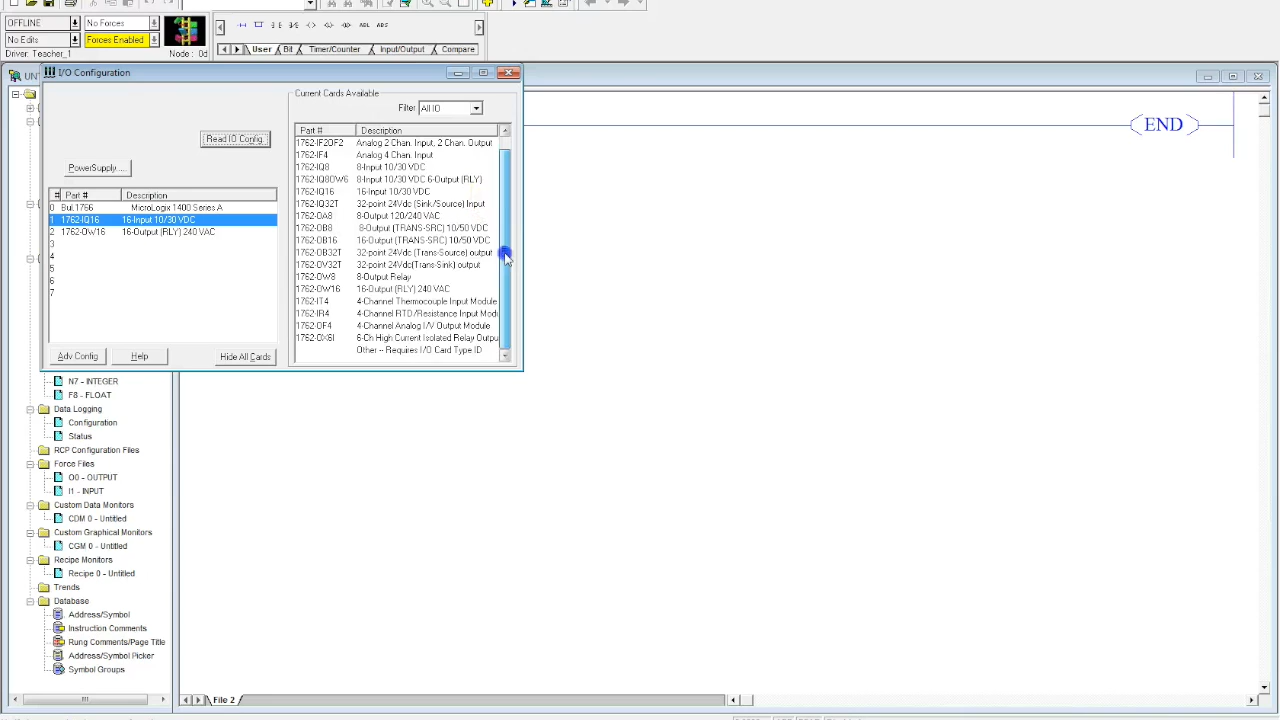 OFFLINE No Forces
No Edits Forces Enabled
Driver: Teacher_1 Node : 0d
User Bit Timer/Counter Input/Output Compare
I/O Configuration
Current Cards Available
Filter All IO
Read IO Config.
PowerSupply ...
# Part # Description
0 Bul.1766 MicroLogix 1400 Series A
1 1762-IQ16 16-Input 10/30 VDC
2 1762-OW16 16-Output (RLY) 240 VAC
3
4
5
6
7
Adv Config Help Hide All Cards
Part # Description
1762-IF2OF2 Analog 2 Chan. Input, 2 Chan. Output
1762-IF4 Analog 4 Chan. Input
1762-IQ8 8-Input 10/30 VDC
1762-IQ8OW6 8-Input 10/30 VDC 6-Output (RLY)
1762-IQ16 16-Input 10/30 VDC
1762-IQ32T 32-point 24Vdc (Sink/Source) Input
1762-OA8 8-Output 120/240 VAC
1762-OB8 8-Output (TRANS-SRC) 10/50 VDC
1762-OB16 16-Output (TRANS-SRC) 10/50 VDC
1762-OB32T 32-point 24Vdc (Trans-Source) output
1762-OV32T 32-point 24Vdc(Trans-Sink) output
1762-OW8 8-Output Relay
1762-OW16 16-Output (RLY) 240 VAC
1762-IT4 4-Channel Thermocouple Input Module
1762-IR4 4-Channel RTD/Resistance Input Mod
1762-OF4 4-Channel Analog I/V Output Module
1762-OX6I 6-Ch High Current Isolated Relay Outpu
Other -- Requires I/O Card Type ID
END
N7 - INTEGER
F8 - FLOAT
Data Logging
Configuration
Status
RCP Configuration Files
Force Files
O0 - OUTPUT
I1 - INPUT
Custom Data Monitors
CDM 0 - Untitled
Custom Graphical Monitors
CGM 0 - Untitled
Recipe Monitors
Recipe 0 - Untitled
Trends
Database
Address/Symbol
Instruction Comments
Rung Comments/Page Title
Address/Symbol Picker
Symbol Groups
File 2